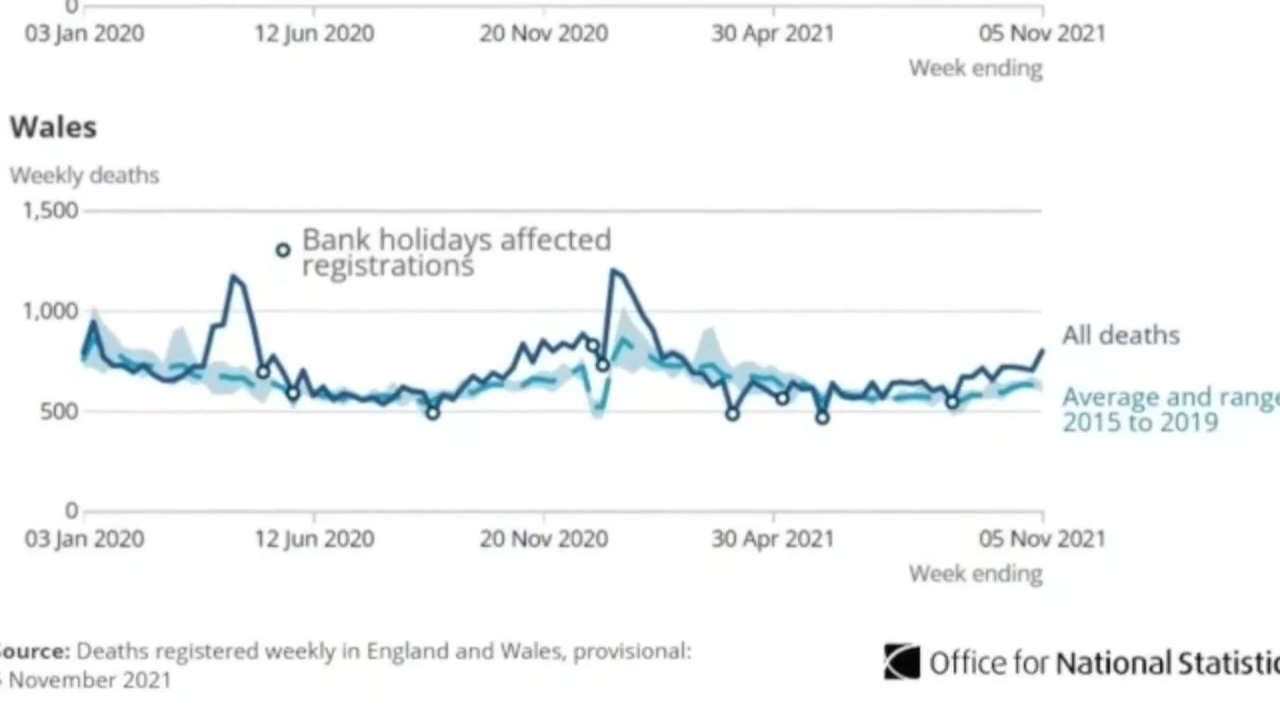 0
03 Jan 2020 12 Jun 2020 20 Nov 2020 30 Apr 2021 05 Nov 2021
Week ending
Wales
Weekly deaths
1,500
Bank holidays affected
registrations
1,000
All deaths
500
Average and range
2015 to 2019
0
03 Jan 2020 12 Jun 2020 20 Nov 2020 30 Apr 2021 05 Nov 2021
Week ending
ource: Deaths registered weekly in England and Wales, provisional:
November 2021
Office for National Statistic